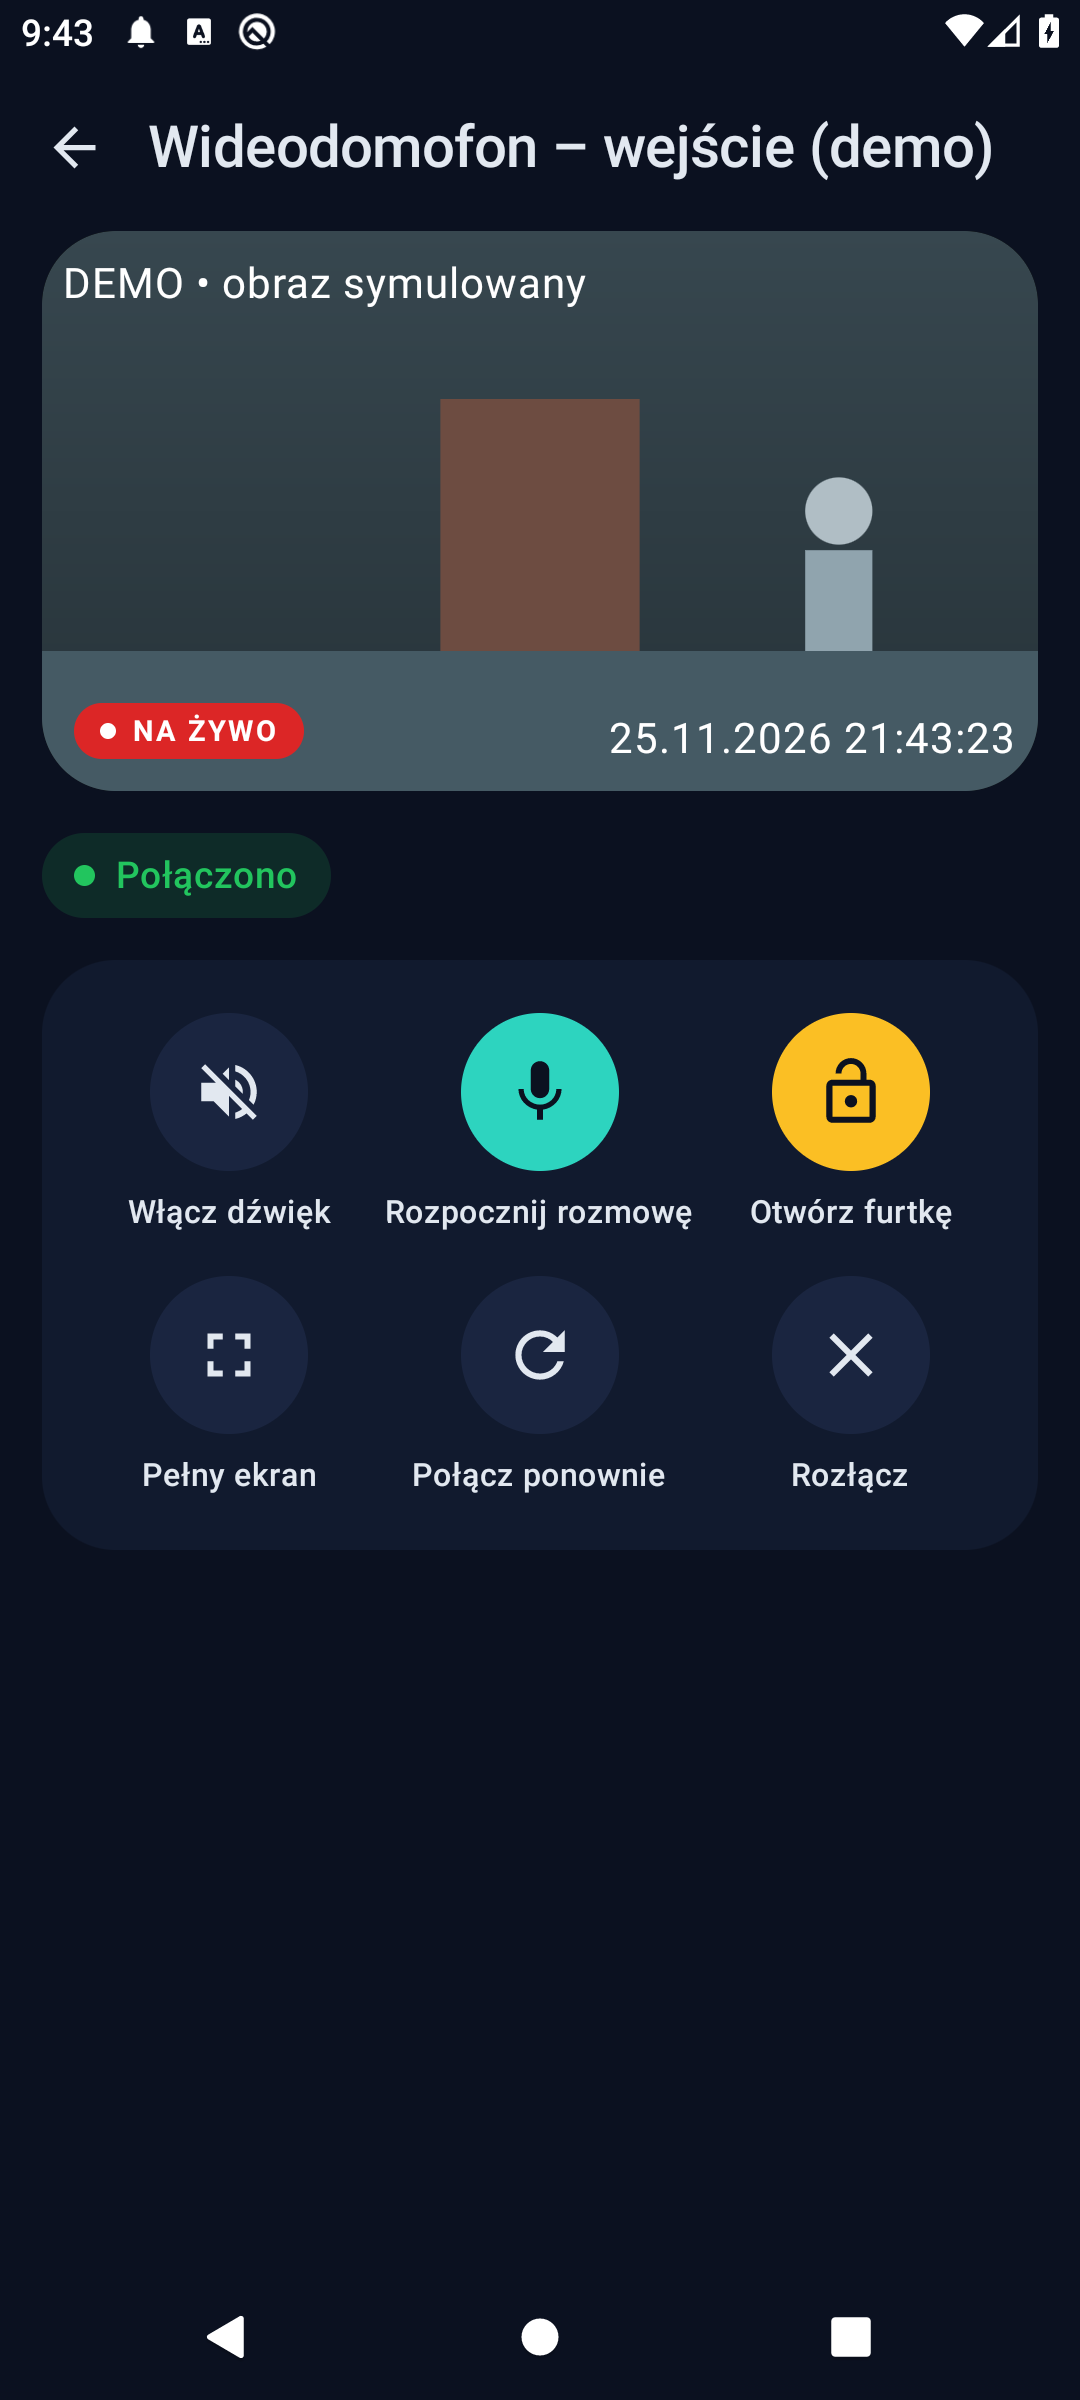 9:43
Wideodomofon – wejście (demo)
DEMO • obraz symulowany
NA ŻYWO
25.11.2026 21:43:23
Połączono
Włącz dźwięk
Rozpocznij rozmowę
Otwórz furtkę
Pełny ekran
Połącz ponownie
Rozłącz